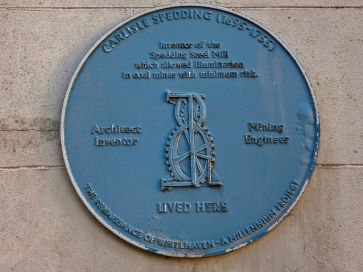 CARLISLE SPEDDING (1695-1755)
Inventor of the
Spedding Steel Mill
which allowed illumination
in coal mines with minimum risk.
Architect
Inventor
Mining
Engineer
LIVED HERE
THE RENAISSANCE OF WHITEHAVEN - A MILLENNIUM PROJECT